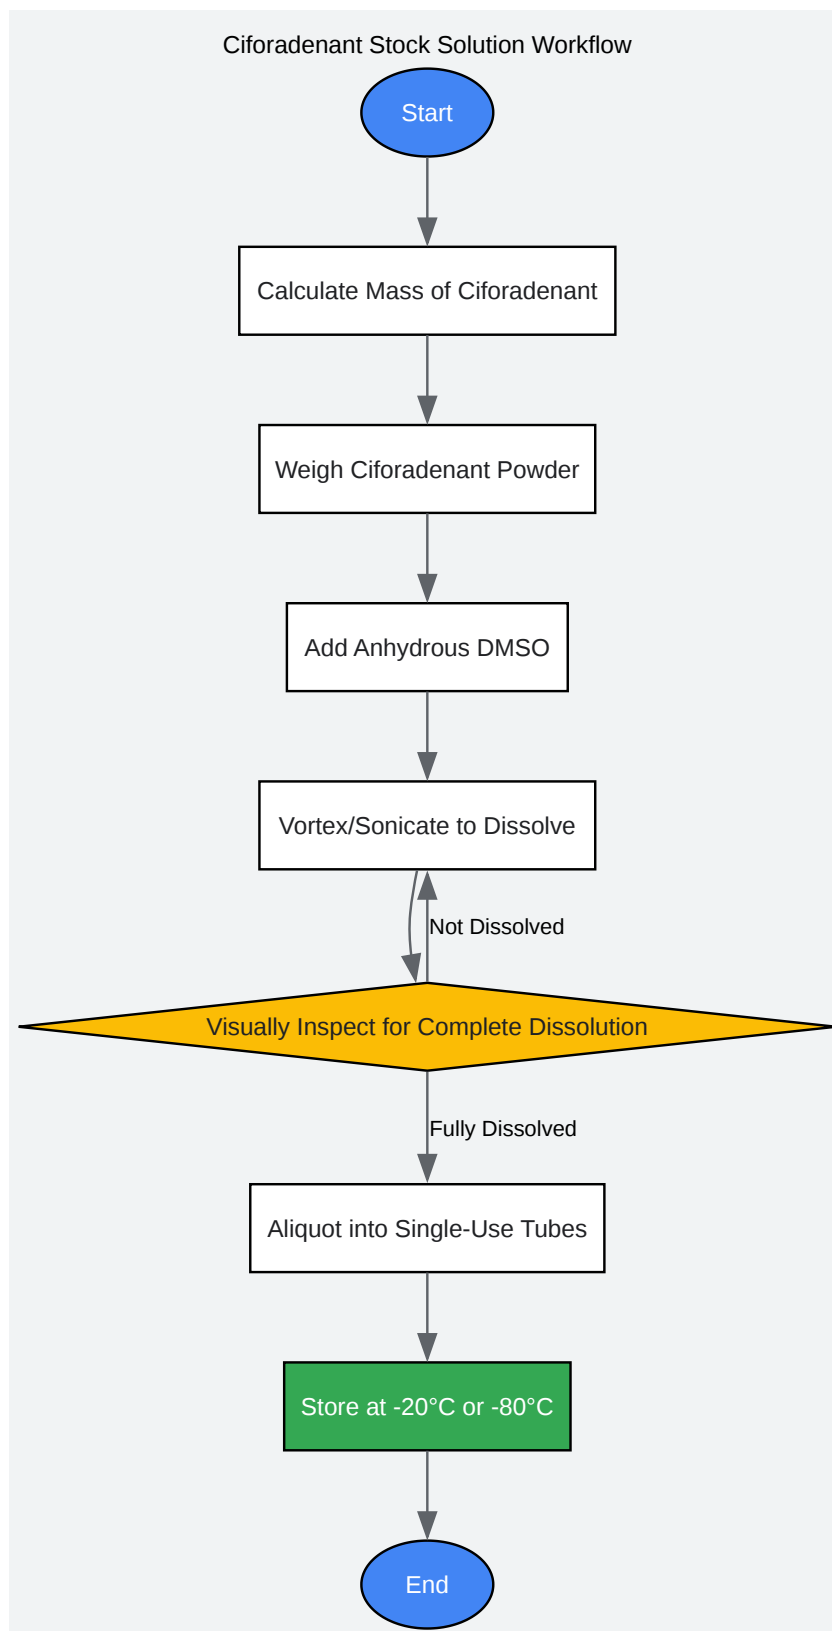 Ciforadenant Stock Solution Workflow
Start
Calculate Mass of Ciforadenant
Weigh Ciforadenant Powder
Add Anhydrous DMSO
Vortex/Sonicate to Dissolve
Not Dissolved
Visually Inspect for Complete Dissolution
Fully Dissolved
Aliquot into Single-Use Tubes
Store at -20°C or -80°C
End